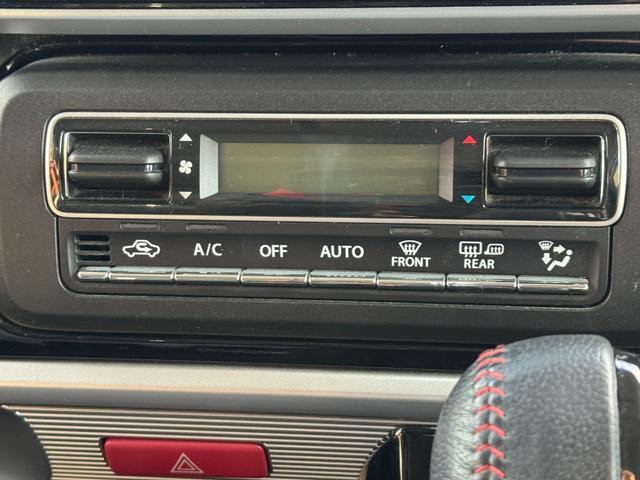 A/C OFF AUTO FRONT REAR